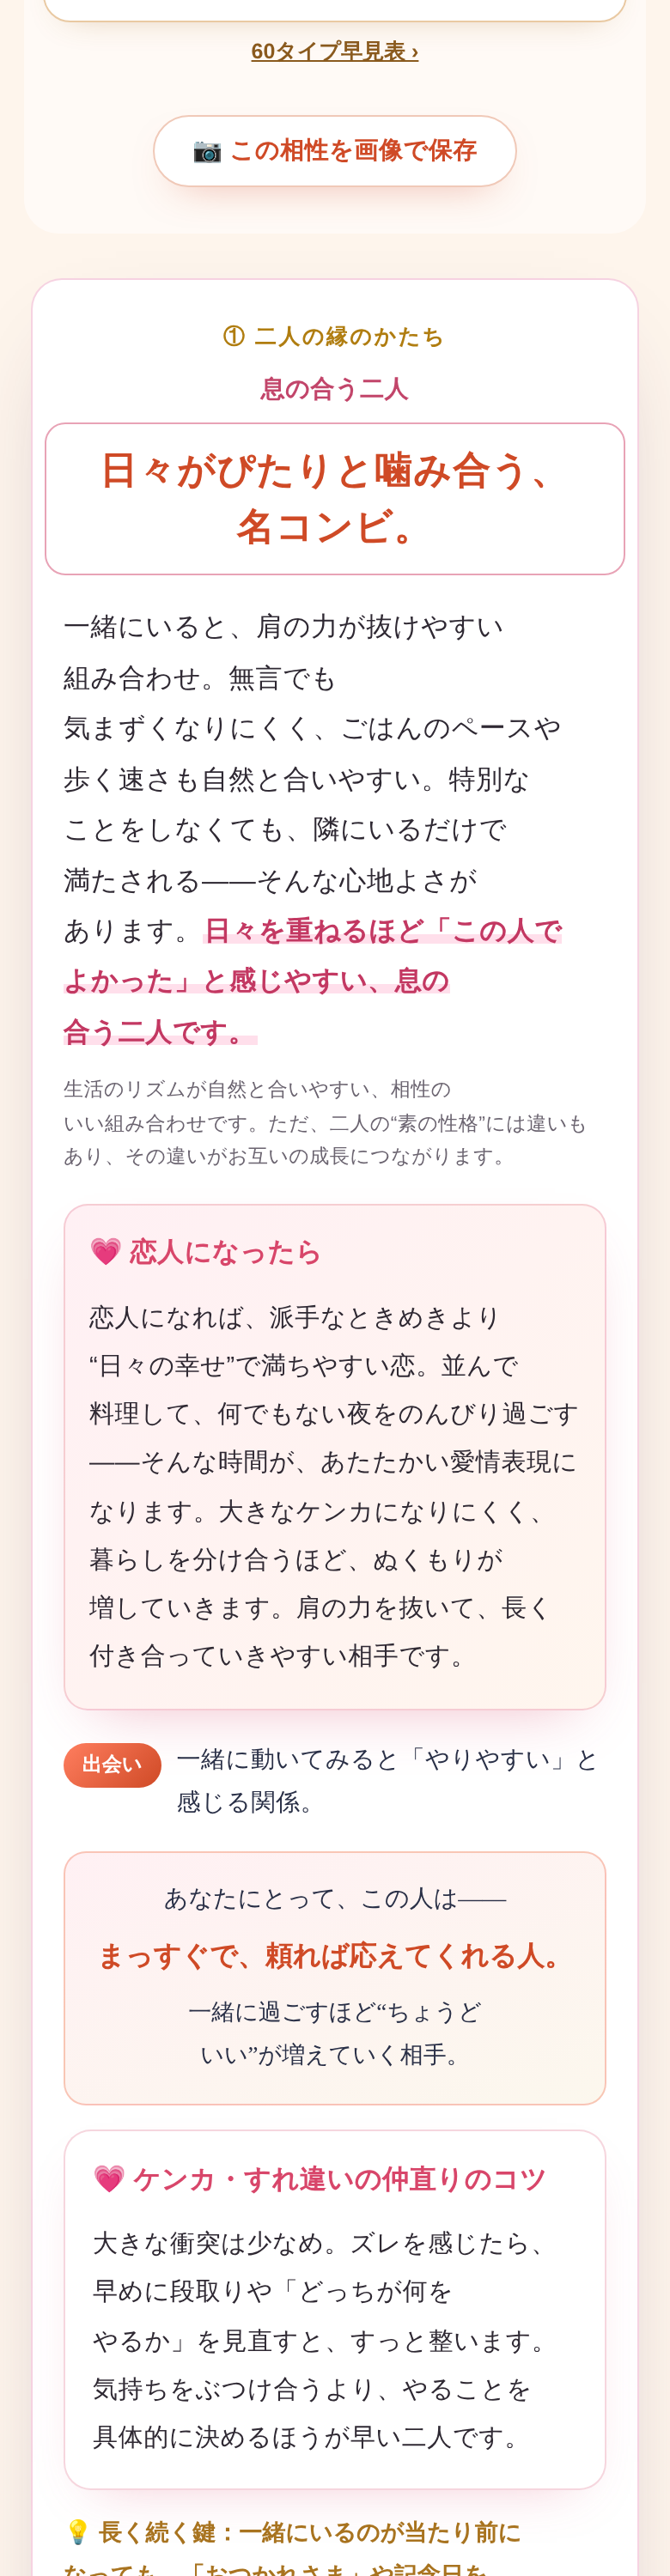 60タイプ早見表 ›
📷 この相性を画像で保存
① 二人の縁のかたち
息の合う二人
日々がぴたりと噛み合う、
名コンビ。
一緒にいると、肩の力が抜けやすい
組み合わせ。無言でも
気まずくなりにくく、ごはんのペースや
歩く速さも自然と合いやすい。特別な
ことをしなくても、隣にいるだけで
満たされる——そんな心地よさが
あります。日々を重ねるほど「この人で
よかった」と感じやすい、息の
合う二人です。
生活のリズムが自然と合いやすい、相性の
いい組み合わせです。ただ、二人の“素の性格”には違いも
あり、その違いがお互いの成長につながります。
💗 恋人になったら
恋人になれば、派手なときめきより
“日々の幸せ”で満ちやすい恋。並んで
料理して、何でもない夜をのんびり過ごす
——そんな時間が、あたたかい愛情表現に
なります。大きなケンカになりにくく、
暮らしを分け合うほど、ぬくもりが
増していきます。肩の力を抜いて、長く
付き合っていきやすい相手です。
出会い 一緒に動いてみると「やりやすい」と
感じる関係。
あなたにとって、この人は——
まっすぐで、頼れば応えてくれる人。
一緒に過ごすほど“ちょうど
いい”が増えていく相手。
💗 ケンカ・すれ違いの仲直りのコツ
大きな衝突は少なめ。ズレを感じたら、
早めに段取りや「どっちが何を
やるか」を見直すと、すっと整います。
気持ちをぶつけ合うより、やることを
具体的に決めるほうが早い二人です。
💡 長く続く鍵：一緒にいるのが当たり前に
なっても、「おつかれさま」や記念日を